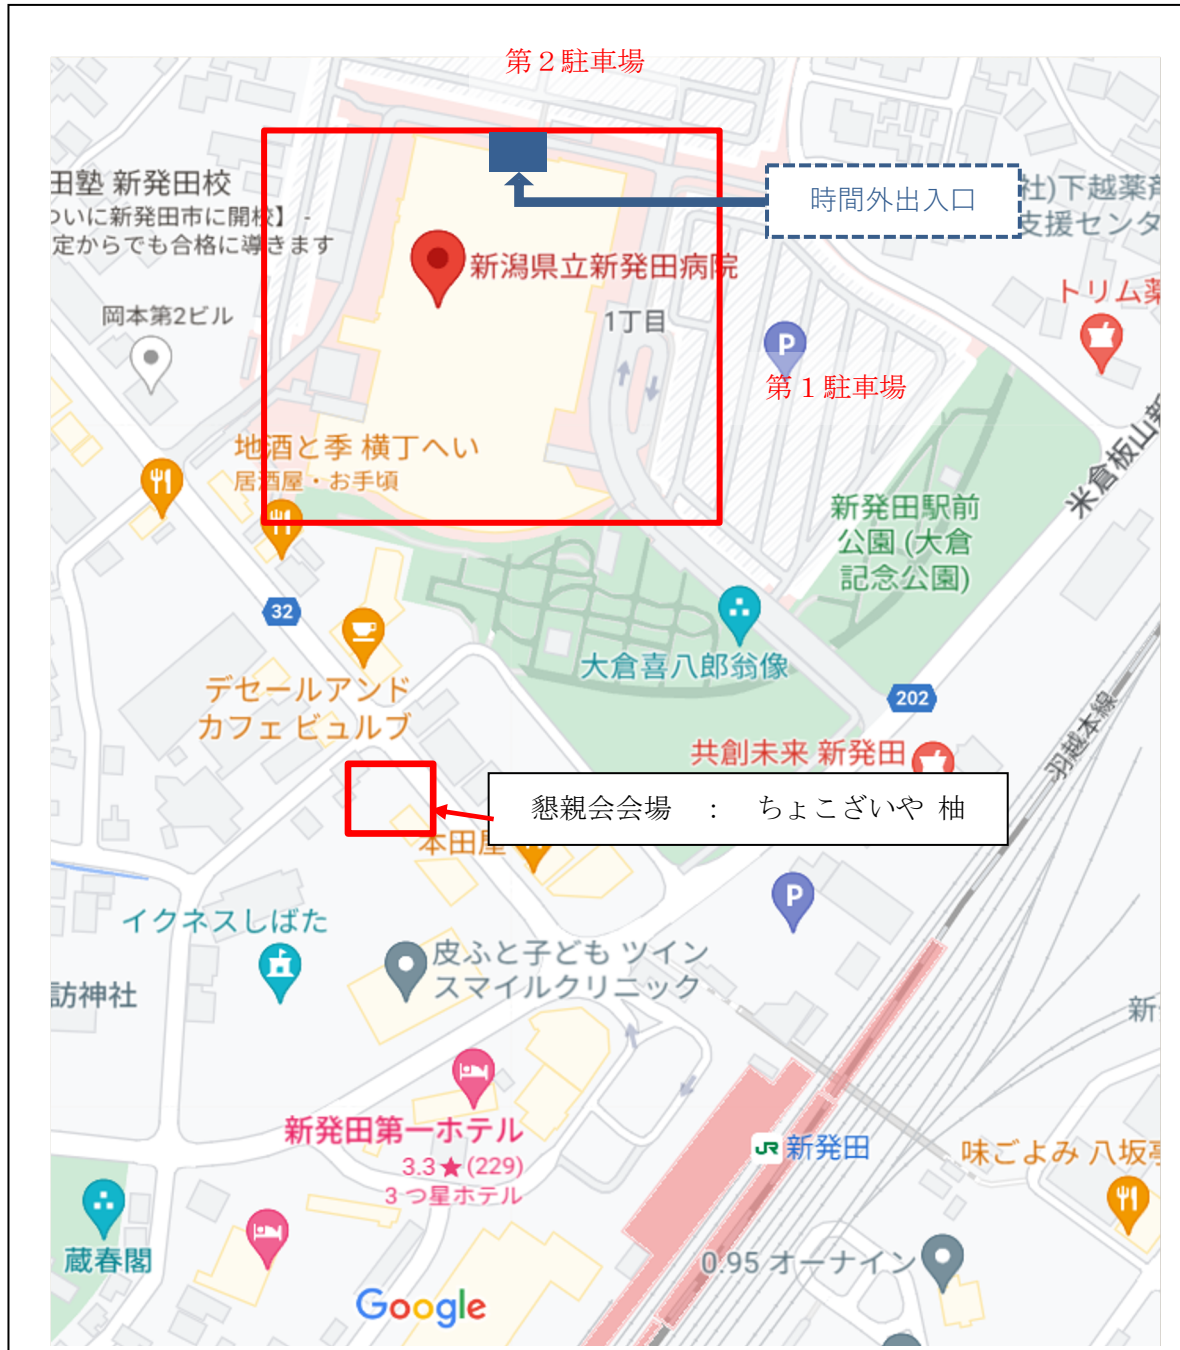 第２駐車場
田塾 新発田校
ついに新発田市に開校】 -
定からでも合格に導きます
時間外出入口
社)下越薬剤
支援センタ
新潟県立新発田病院
トリム薬
岡本第2ビル
1丁目
P
第１駐車場
地酒と季 横丁へい
居酒屋・お手頃
米倉板山新
新発田駅前
公園 (大倉
記念公園)
32
大倉喜八郎翁像
デセールアンド
カフェ ビュルブ
202
羽越本線
共創未来 新発田
懇親会会場 ： ちょこざいや 柚
本田屋
P
イクネスしばた
皮ふと子ども ツイン
スマイルクリニック
訪神社
新
新発田第一ホテル
3.3★(229)
3 つ星ホテル
JR 新発田
味ごよみ 八坂亭
蔵春閣
0.95 オーナイン
Google